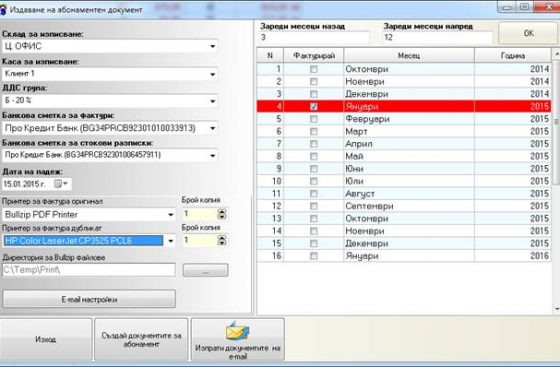 Издаване на абонаментен документ
Склад за изписване:
Ц. ОФИС
Каса за изписване:
Клиент 1
ДДС група:
Б - 20 %
Банкова сметка за фактури:
Про Кредит Банк (BG34PRCB92301010033913)
Банкова сметка за стокови разписки:
Про Кредит Банк (BG34PRCB92301006457911)
Дата на падеж:
15.01.2015 г.
Принтер за фактура оригинал
Брой копия
Bullzip PDF Printer
1
Принтер за фактура дубликат
Брой копия
HP Color LaserJet CP3525 PCL6
1
Директория за Bullzip файлове
C:\Temp\Print\
...
E-mail настройки
Зареди месеци назад
3
Зареди месеци напред
12
OK
N Фактурирай Месец Година
1 Октомври 2014
2 Ноември 2014
3 Декември 2014
4 Януари 2015
5 Февруари 2015
6 Март 2015
7 Април 2015
8 Май 2015
9 Юни 2015
10 Юли 2015
11 Август 2015
12 Септември 2015
13 Октомври 2015
14 Ноември 2015
15 Декември 2015
16 Януари 2016
Изход
Създай документите за
абонамент
Изпрати документите на
e-mail